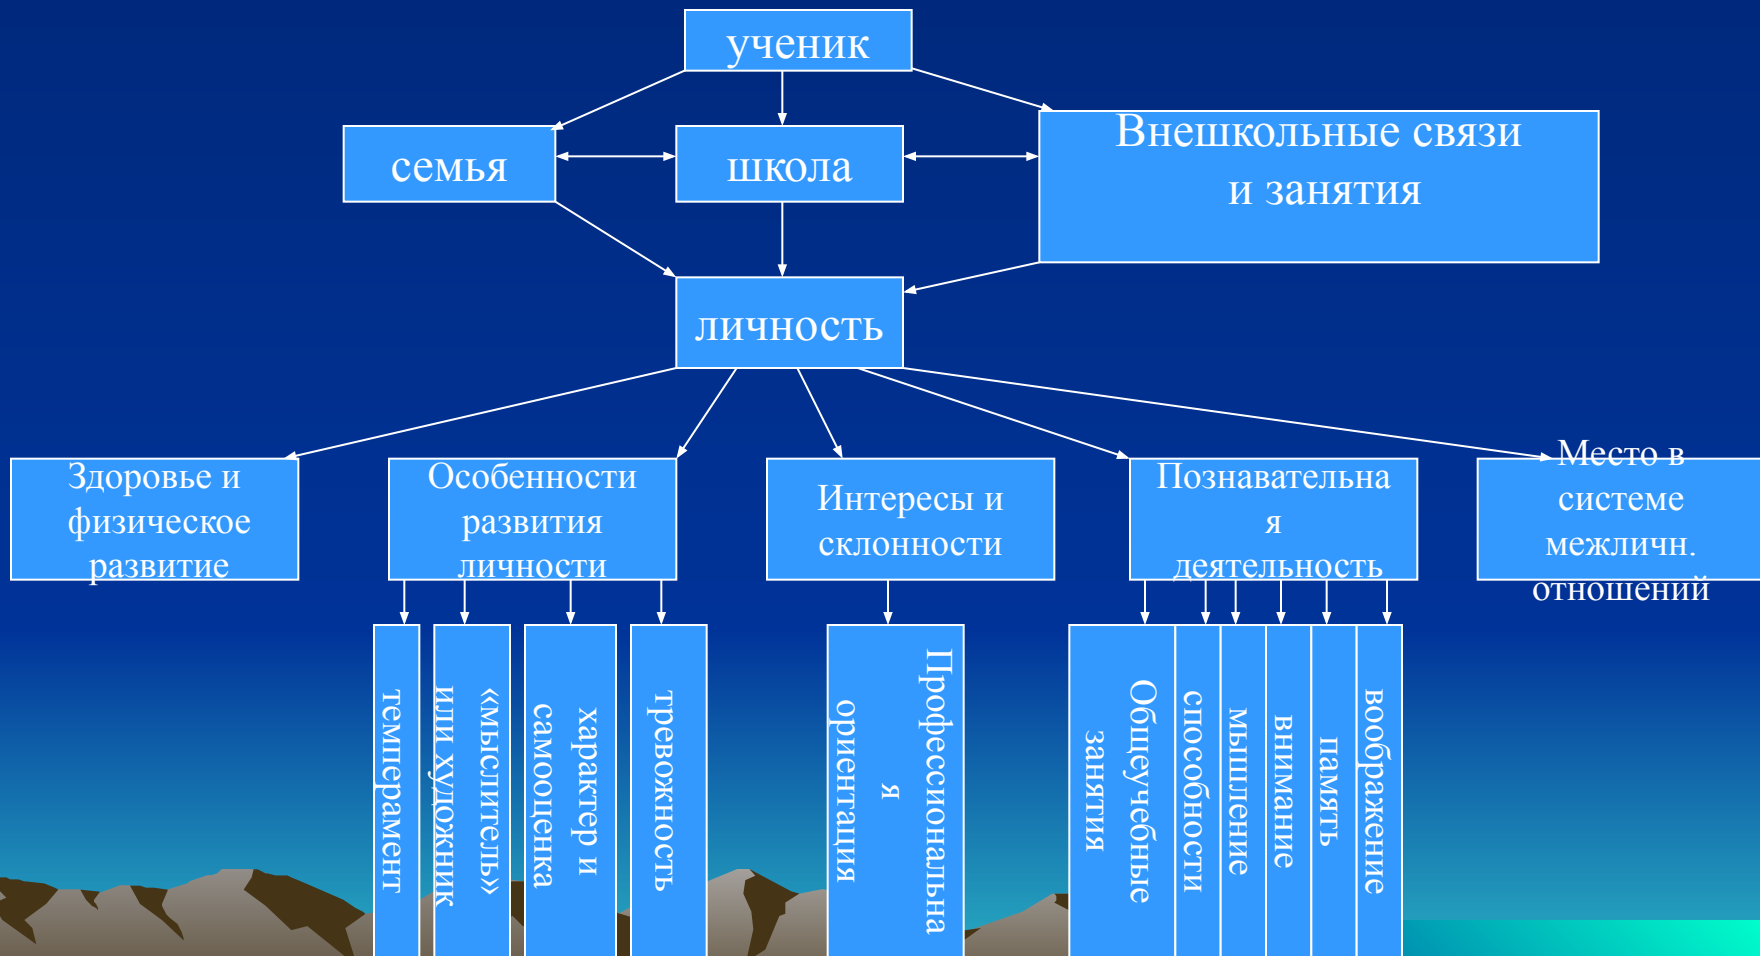 ученик
семья
школа
Внешкольные связи
и занятия
личность
Здоровье и
физическое
развитие
Особенности
развития
личности
Интересы и
склонности
Познавательна
я
деятельность
Место в
системе
межличн.
отношений
темперамент
«мыслитель»
или художник
характер и
самооценка
тревожность
Профессиональна
я
ориентация
Общеучебные
занятия
способности
мышление
внимание
память
воображение